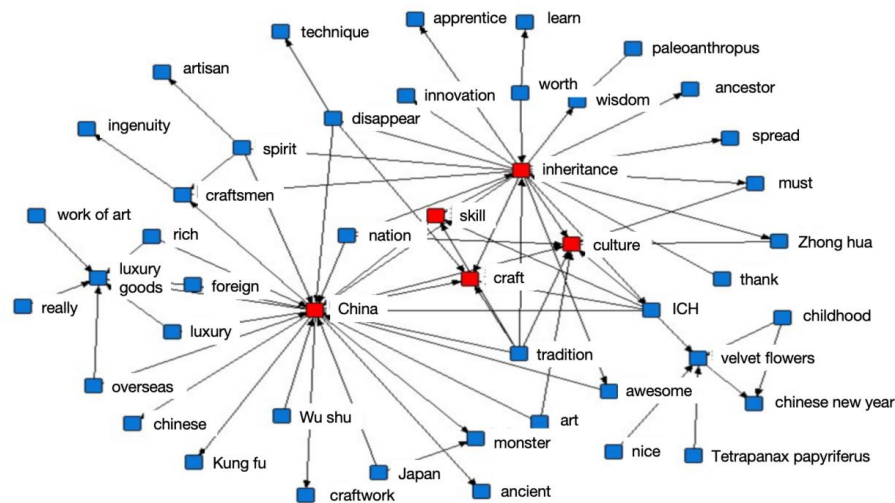 apprentice
learn
technique
paleoanthropus
artisan
ancestor
innovation
worth
wisdom
disappear
ingenuity
spread
spirit
inheritance
must
craftsmen
work of art
skill
rich
nation
culture
Zhong hua
luxury
goods
foreign
craft
thank
really
China
ICH
childhood
luxury
tradition
velvet flowers
overseas
awesome
chinese new year
chinese
Wu shu
art
monster
nice
Tetrapanax papyriferus
Kung fu
Japan
craftwork
ancient